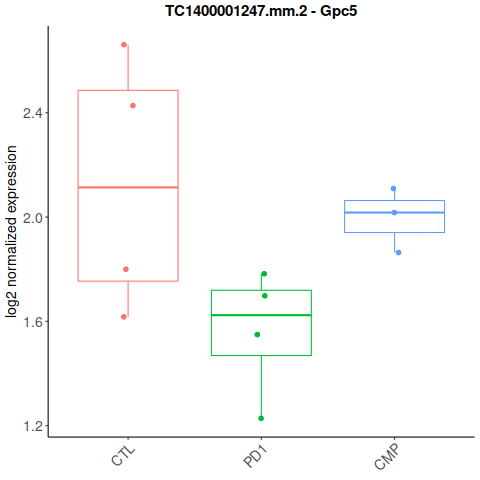 TC1400001247.mm.2 - Gpc5
log2 normalized expression
2.4
2.0
1.6
1.2
CTL
PD1
CMP